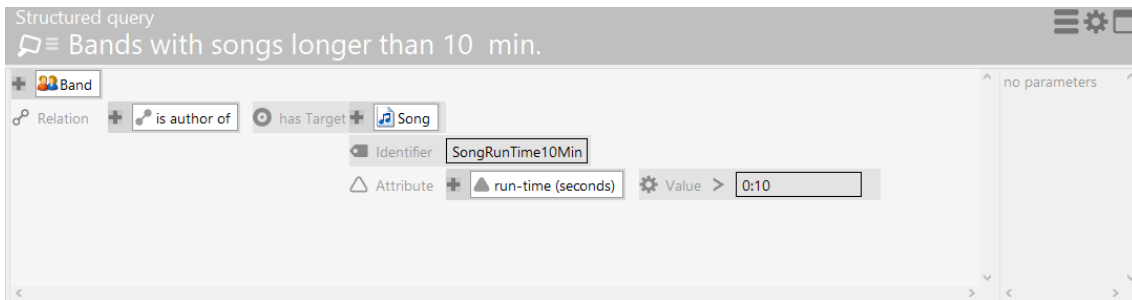 Structured query
Bands with songs longer than 10 min.
Band
no parameters
Relation is author of has Target Song
Identifier SongRunTime10Min
Attribute run-time (seconds) Value > 0:10